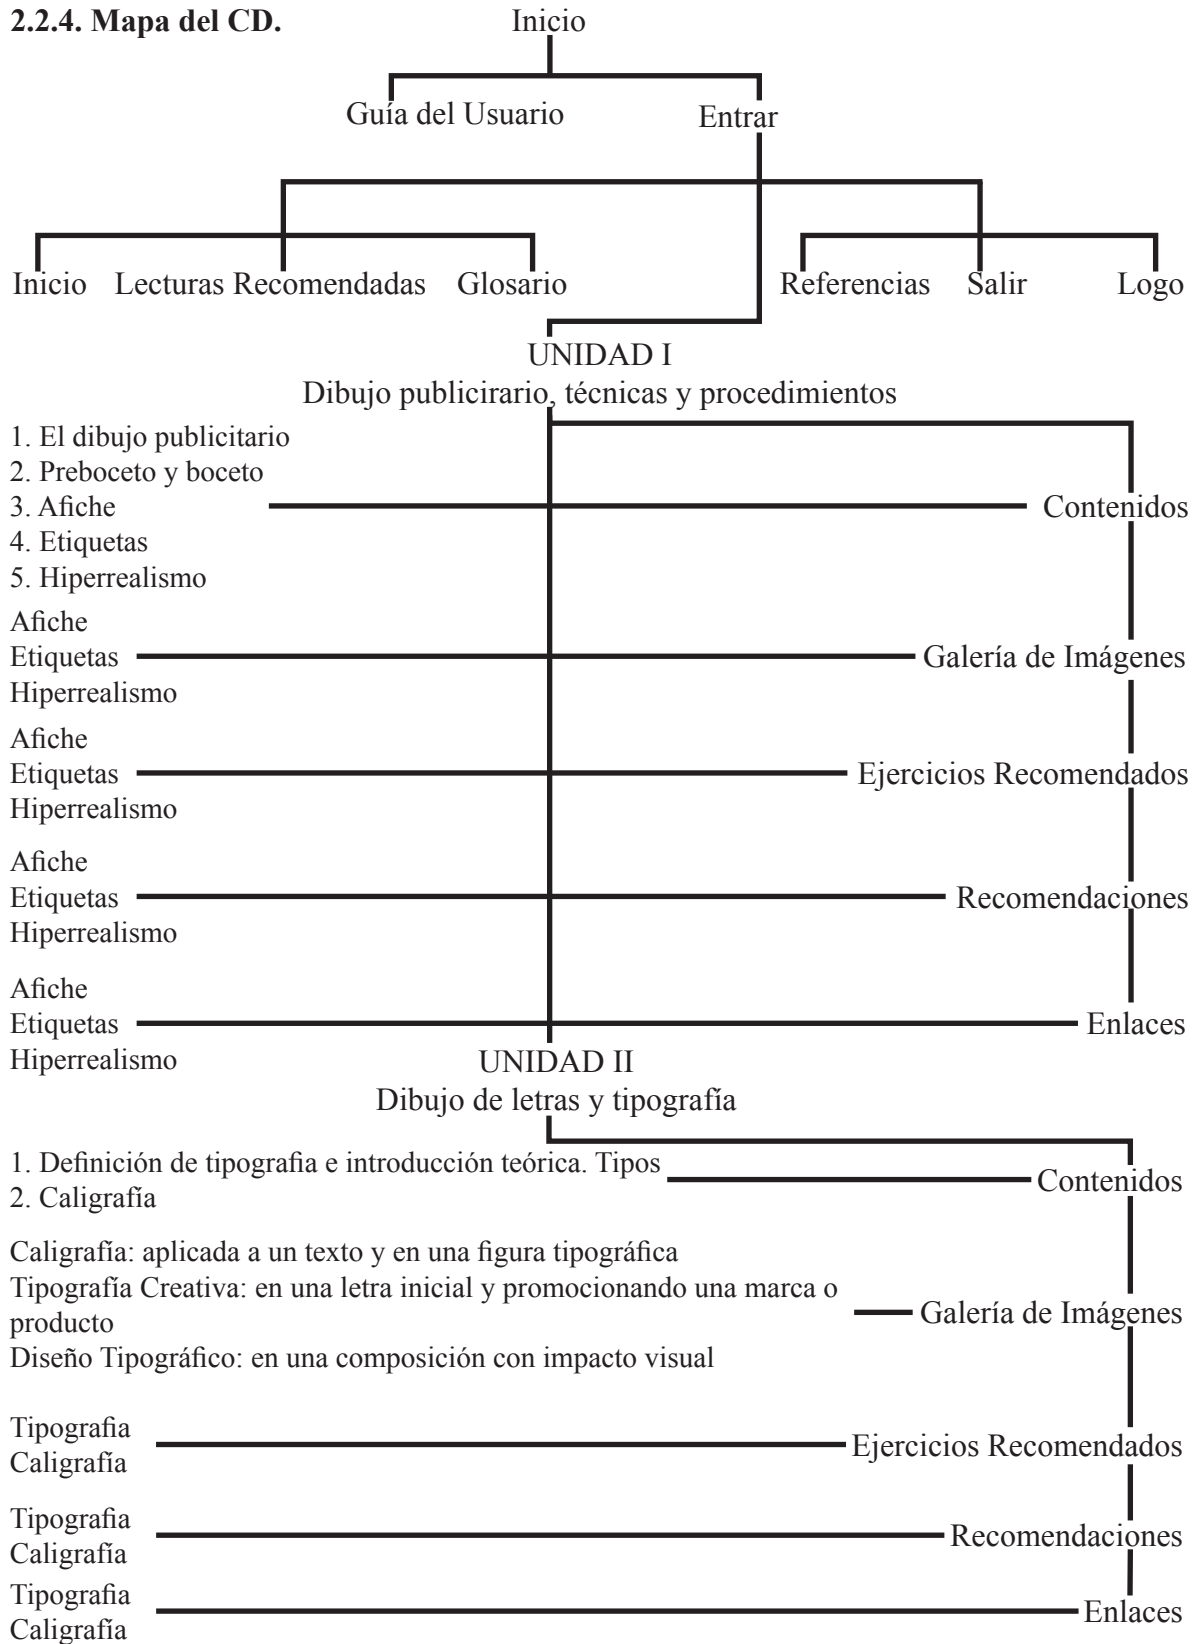 2.2.4. Mapa del CD.
Inicio
Guía del Usuario
Entrar
Inicio
Lecturas Recomendadas
Glosario
Referencias
Salir
Logo
UNIDAD I
Dibujo publicirario, técnicas y procedimientos
1. El dibujo publicitario
2. Preboceto y boceto
3. Afiche
4. Etiquetas
5. Hiperrealismo
Contenidos
Afiche
Etiquetas
Hiperrealismo
Galería de Imágenes
Afiche
Etiquetas
Hiperrealismo
Ejercicios Recomendados
Afiche
Etiquetas
Hiperrealismo
Recomendaciones
Afiche
Etiquetas
Hiperrealismo
Enlaces
UNIDAD II
Dibujo de letras y tipografía
1. Definición de tipografia e introducción teórica. Tipos
2. Caligrafía
Contenidos
Caligrafía: aplicada a un texto y en una figura tipográfica
Tipografía Creativa: en una letra inicial y promocionando una marca o
producto
Diseño Tipográfico: en una composición con impacto visual
Galería de Imágenes
Tipografia
Caligrafía
Ejercicios Recomendados
Tipografia
Caligrafía
Recomendaciones
Tipografia
Caligrafía
Enlaces